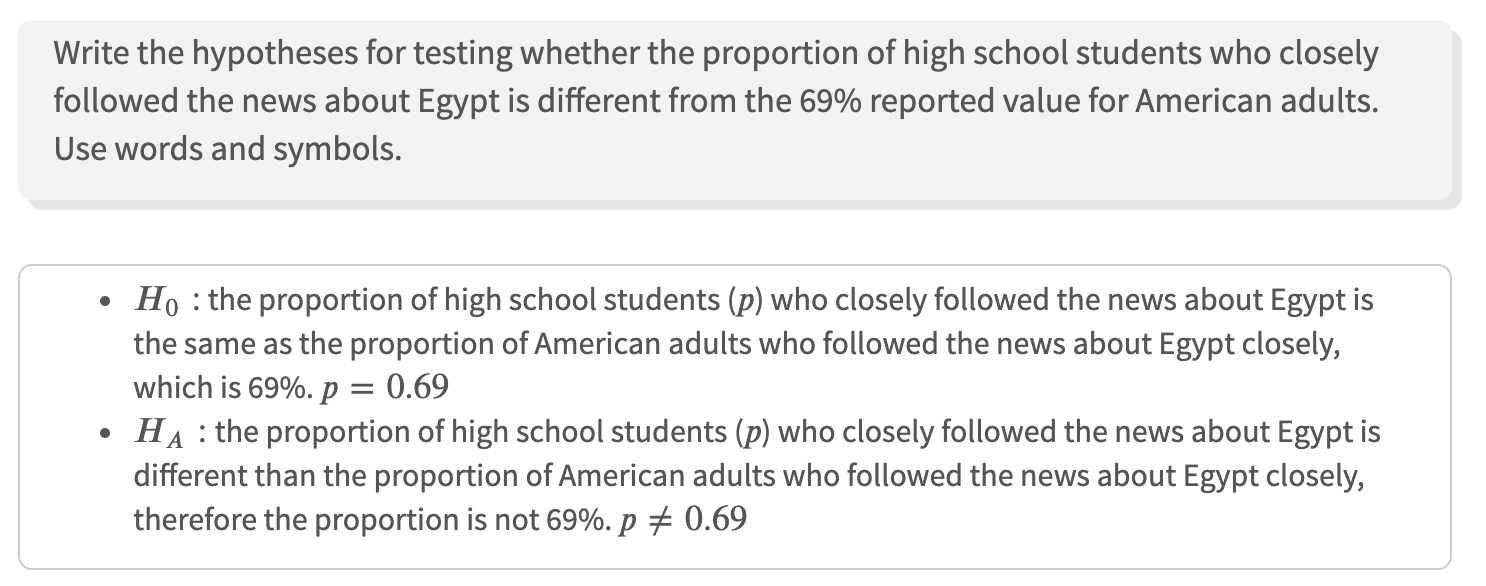 Write the hypotheses for testing whether the proportion of high school students who closely
followed the news about Egypt is different from the 69% reported value for American adults.
Use words and symbols.
• H₀ : the proportion of high school students (p) who closely followed the news about Egypt is
the same as the proportion of American adults who followed the news about Egypt closely,
which is 69%. p = 0.69
• H_A : the proportion of high school students (p) who closely followed the news about Egypt is
different than the proportion of American adults who followed the news about Egypt closely,
therefore the proportion is not 69%. p ≠ 0.69